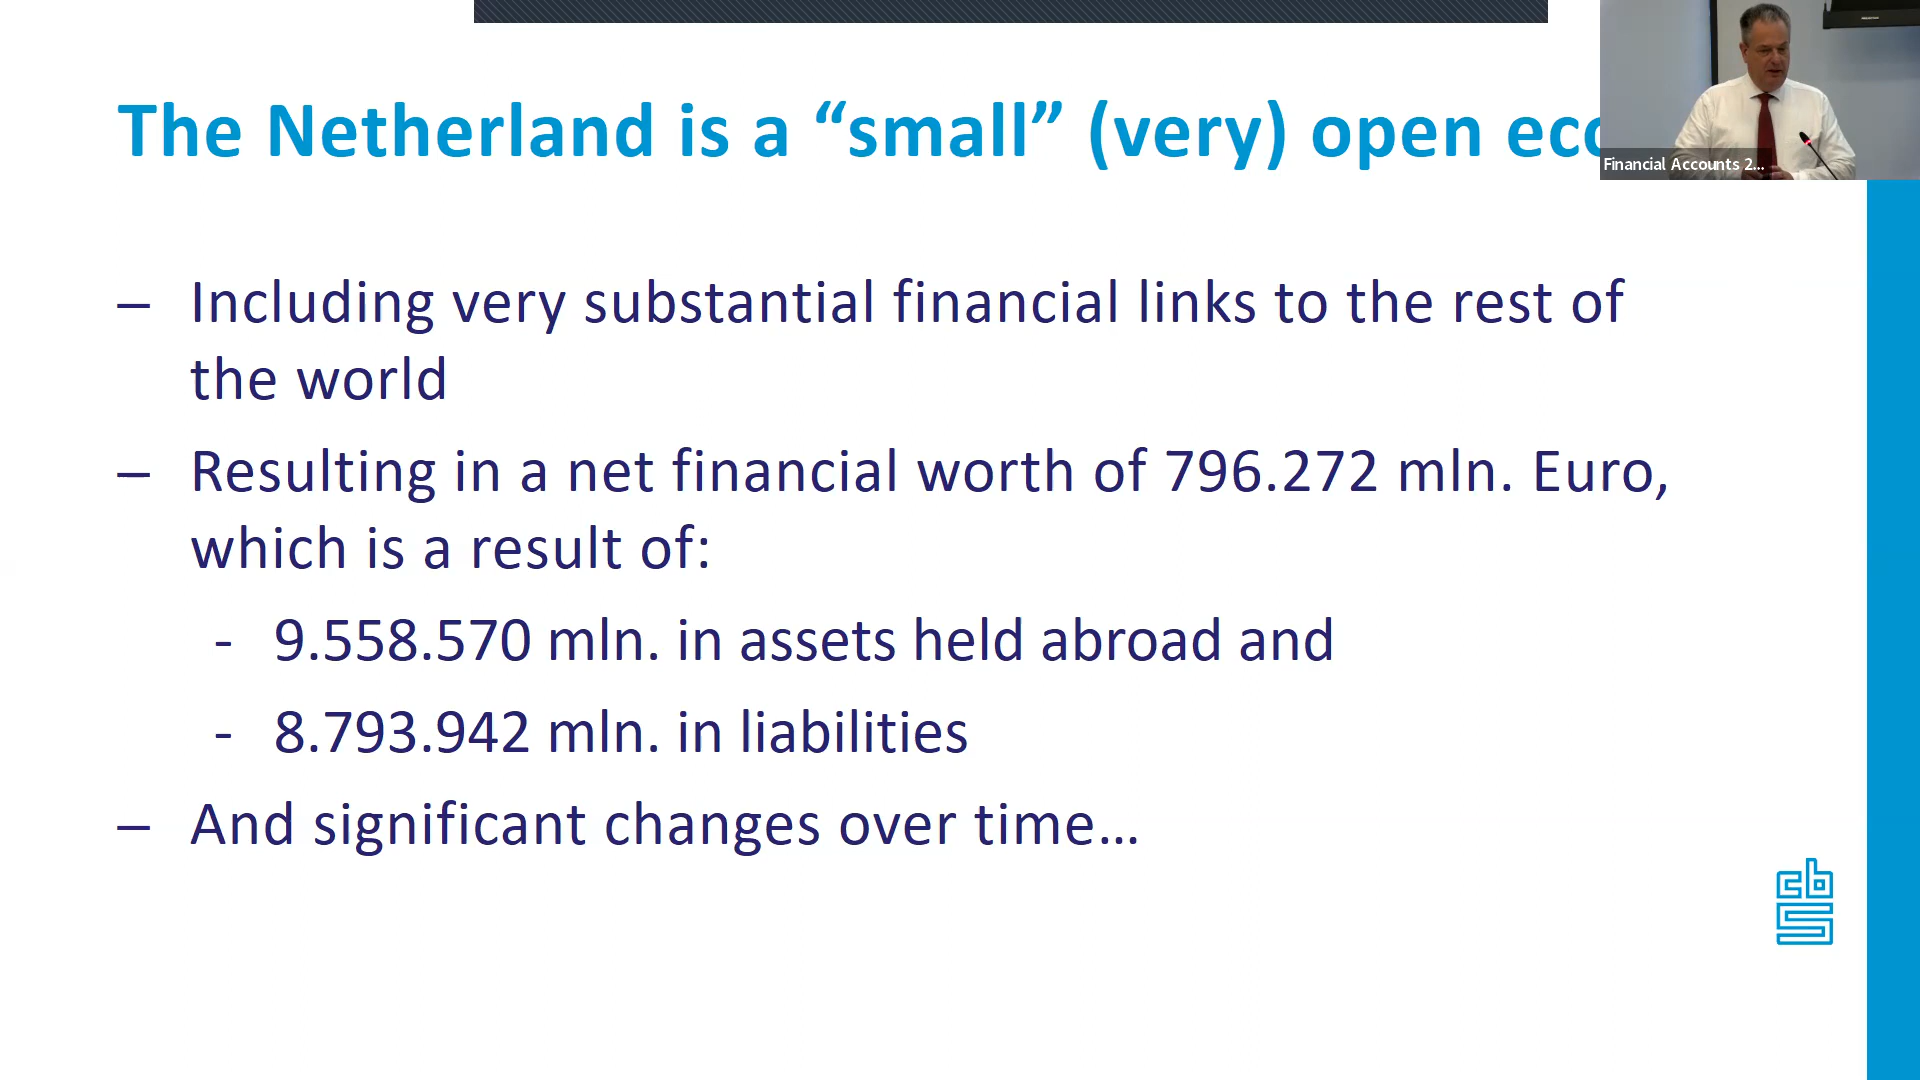 The Netherland is a “small” (very) open eco
Financial Accounts 2...
– Including very substantial financial links to the rest of
the world
– Resulting in a net financial worth of 796.272 mln. Euro,
which is a result of:
- 9.558.570 mln. in assets held abroad and
- 8.793.942 mln. in liabilities
– And significant changes over time...
cbs